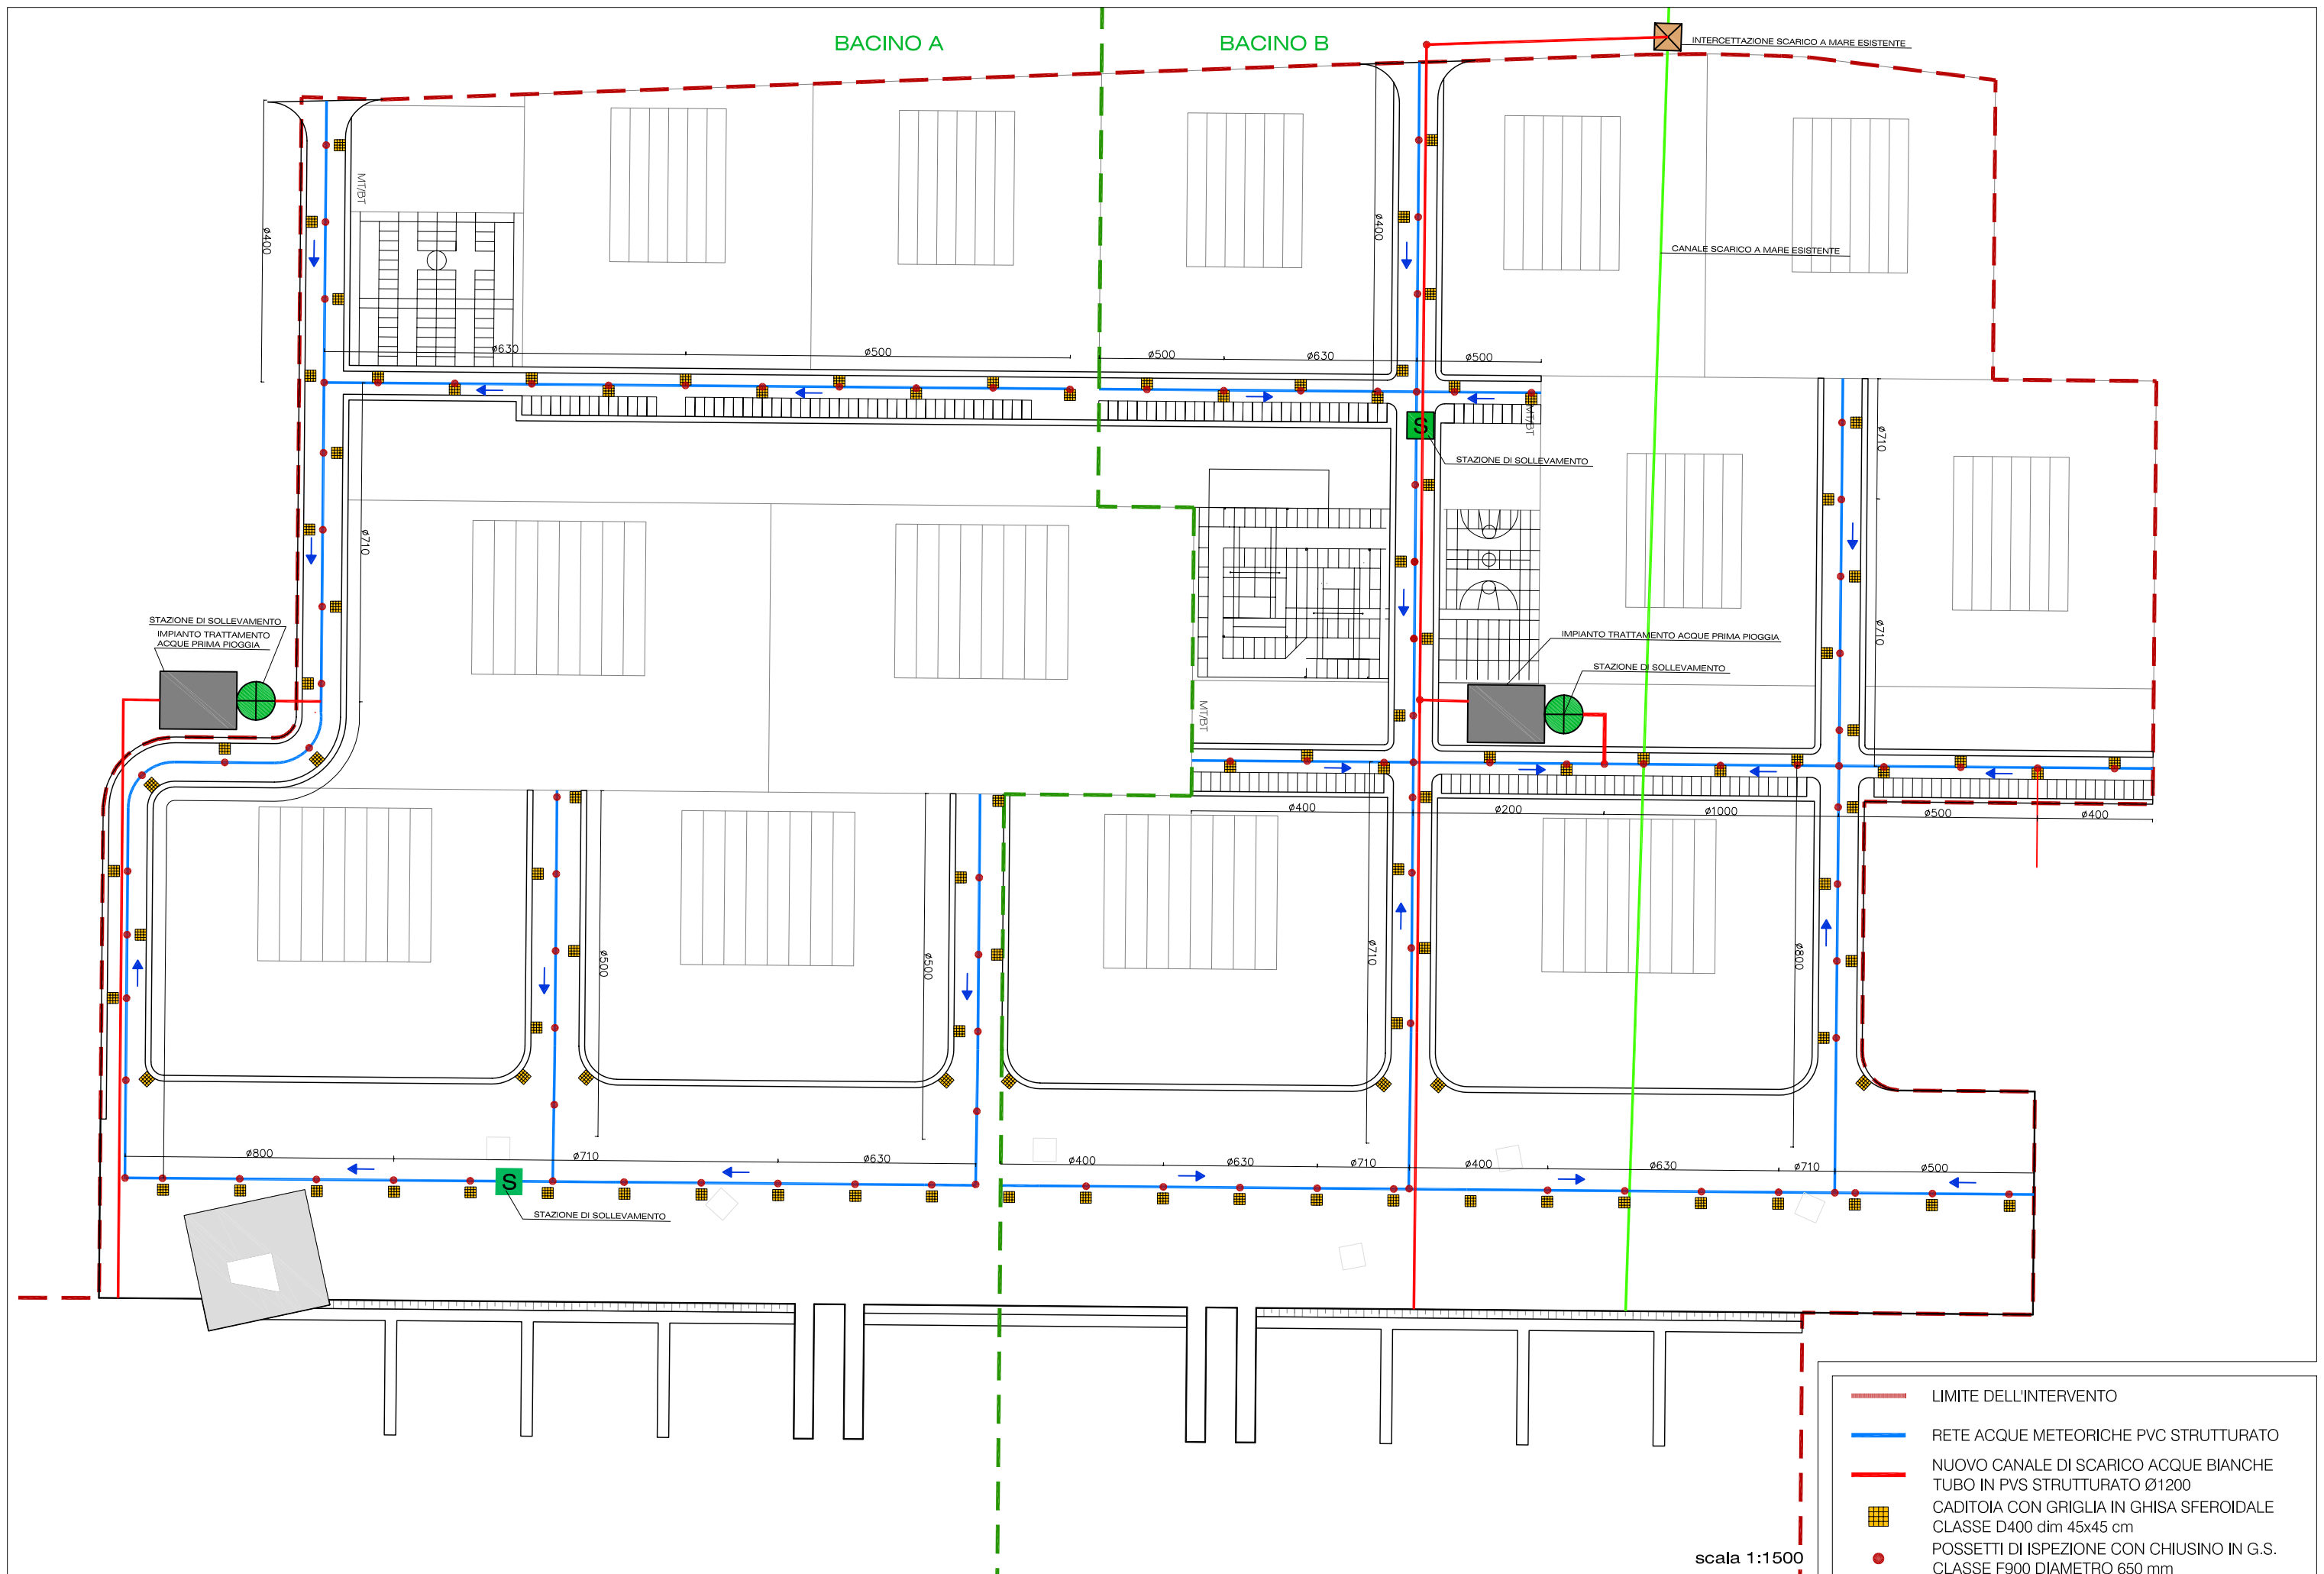 BACINO A
BACINO B
INTERCETTAZIONE SCARICO A MARE ESISTENTE
MT/BT
ø400
ø400
CANALE SCARICO A MARE ESISTENTE
ø630
ø500
ø500
ø630
ø500
MT/BT
S
STAZIONE DI SOLLEVAMENTO
ø710
ø710
ø710
STAZIONE DI SOLLEVAMENTO
IMPIANTO TRATTAMENTO
ACQUE PRIMA PIOGGIA
IMPIANTO TRATTAMENTO ACQUE PRIMA PIOGGIA
STAZIONE DI SOLLEVAMENTO
MT/BT
ø400
ø200
ø1000
ø500
ø400
ø500
ø500
ø710
ø800
ø800
ø710
ø630
ø400
ø630
ø710
ø400
ø630
ø710
ø500
S
STAZIONE DI SOLLEVAMENTO
LIMITE DELL'INTERVENTO
RETE ACQUE METEORICHE PVC STRUTTURATO
NUOVO CANALE DI SCARICO ACQUE BIANCHE
TUBO IN PVS STRUTTURATO Ø1200
CADITOIA CON GRIGLIA IN GHISA SFEROIDALE
CLASSE D400 dim 45x45 cm
POSSETTI DI ISPEZIONE CON CHIUSINO IN G.S.
CLASSE F900 DIAMETRO 650 mm
scala 1:1500